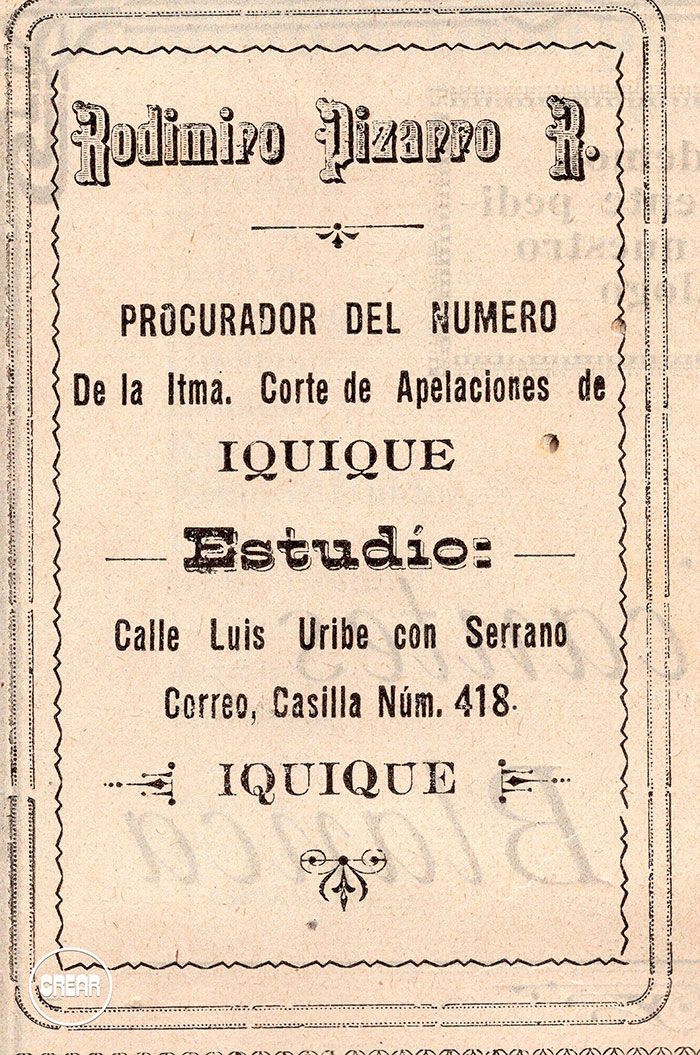 Rodimiro Pizarro R.
PROCURADOR DEL NUMERO
De la Itma. Corte de Apelaciones de
IQUIQUE
Estudio:
Calle Luis Uribe con Serrano
Correo, Casilla Núm. 418.
IQUIQUE
CREAR